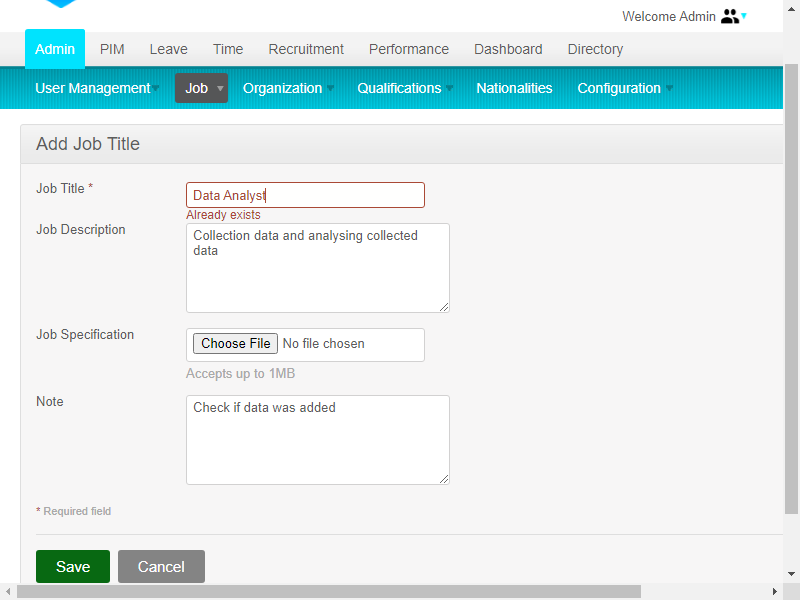 Welcome Admin
Admin PIM Leave Time Recruitment Performance Dashboard Directory
User Management Job Organization Qualifications Nationalities Configuration
Add Job Title
Job Title *
Data Analyst
Already exists
Job Description
Collection data and analysing collected
data
Job Specification
Choose File No file chosen
Accepts up to 1MB
Note
Check if data was added
* Required field
Save Cancel